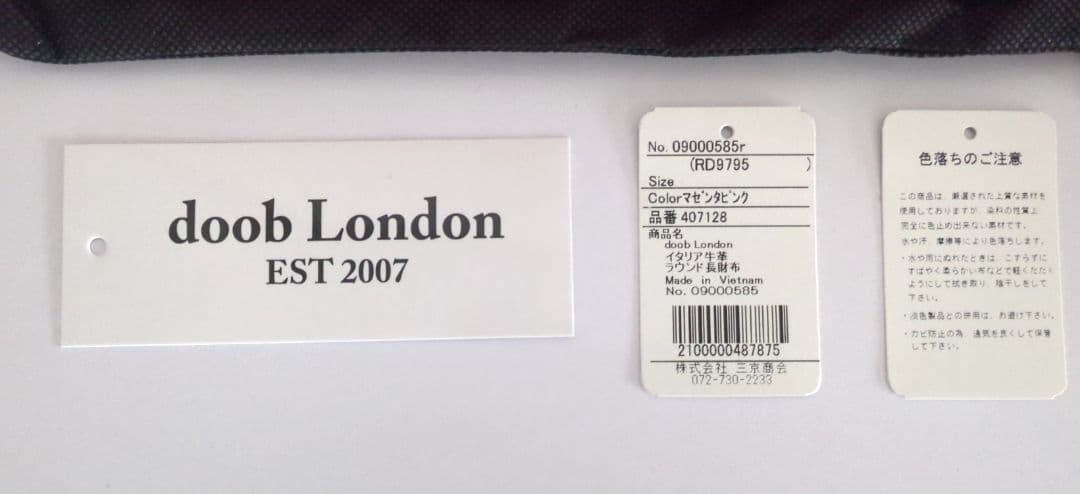 doob London
EST 2007
No. 09000585r
(RD9795 )
Size
Colorマゼンタピンク
品番 407128
商品名
doob London
イタリア牛革
ラウンド長財布
Made in Vietnam
No. 09000585
2100000487875
株式会社 三京商会
072-730-2233
色落ちのご注意
この商品は、厳選された上質な素材を
使用しておりますが、染料の性質上
完全に色止め出来ない素材です。
水や汗、摩擦等により色落ちします。
・水や雨にぬれたときは、こすらずに
すばやく柔らかい布などで軽くたたく
ようにして拭き取り、陰干しをして
下さい。
・淡色製品との併用は、お避け下さい。
・カビ防止の為、通気を良くして保管
して下さい。